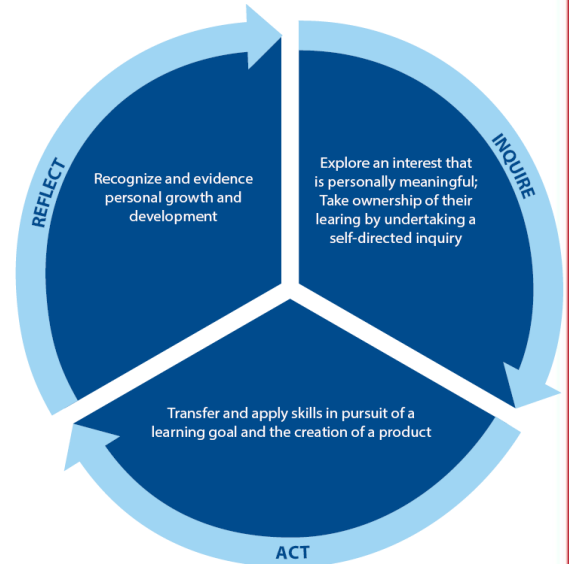 REFLECT
Recognize and evidence
personal growth and
development
INQUIRE
Explore an interest that
is personally meaningful;
Take ownership of their
learing by undertaking a
self-directed inquiry
Transfer and apply skills in pursuit of a
learning goal and the creation of a product
ACT